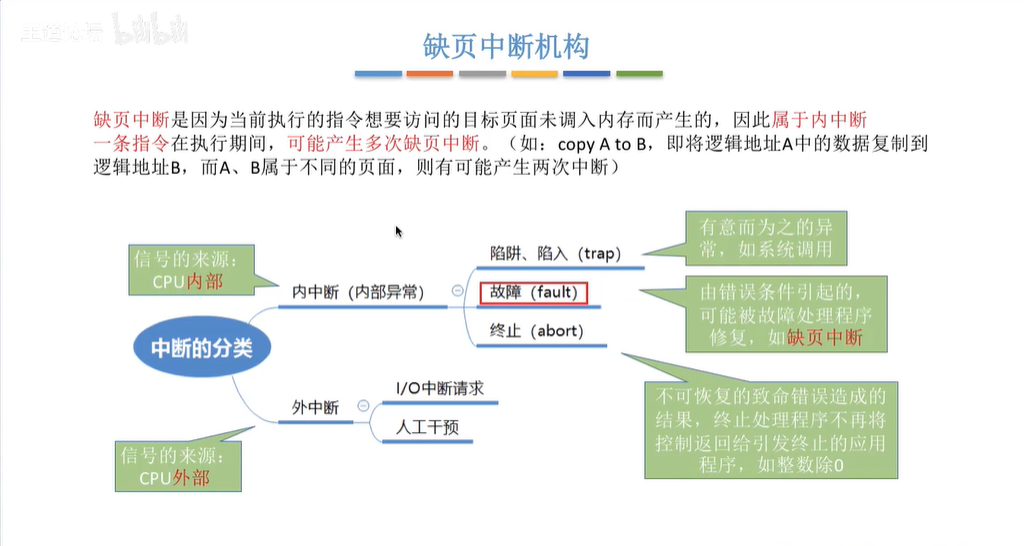 bilibili
缺页中断机构
缺页中断是因为当前执行的指令想要访问的目标页面未调入内存而产生的，因此属于内中断
一条指令在执行期间，可能产生多次缺页中断。（如：copy A to B，即将逻辑地址A中的数据复制到
逻辑地址B，而A、B属于不同的页面，则有可能产生两次中断）
有意而为之的异
常，如系统调用
信号的来源：
CPU内部
陷阱、陷入（trap）
内中断（内部异常）
故障（fault）
由错误条件引起的，
可能被故障处理程序
修复，如缺页中断
终止（abort）
中断的分类
I/O中断请求
外中断
人工干预
不可恢复的致命错误造成的
结果，终止处理程序不再将
控制返回给引发终止的应用
程序，如整数除0
信号的来源：
CPU外部